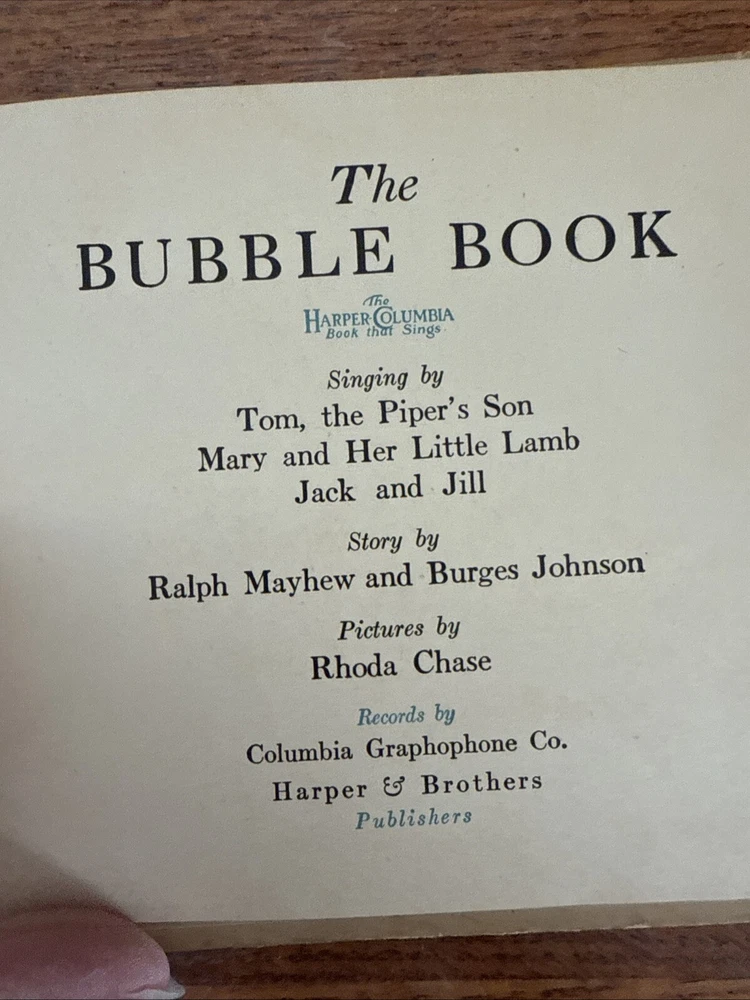 The
BUBBLE BOOK
The
HARPER-COLUMBIA
Book that Sings.
Singing by
Tom, the Piper's Son
Mary and Her Little Lamb
Jack and Jill
Story by
Ralph Mayhew and Burges Johnson
Pictures by
Rhoda Chase
Records by
Columbia Graphophone Co.
Harper & Brothers
Publishers